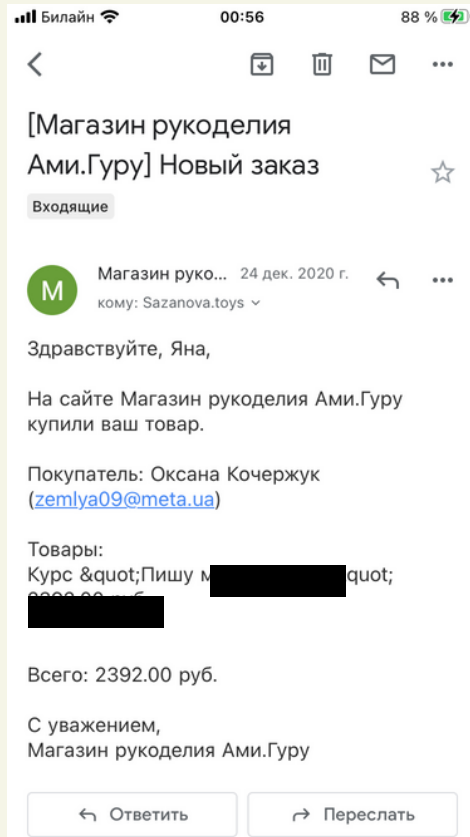 Билайн 00:56 88 %
[Магазин рукоделия
Ами.Гуру] Новый заказ
Входящие
М
Магазин руко... 24 дек. 2020 г.
кому: Sazanova.toys
Здравствуйте, Яна,
На сайте Магазин рукоделия Ами.Гуру
купили ваш товар.
Покупатель: Оксана Кочержук
(zemlya09@meta.ua)
Товары:
Курс &quot;Пишу quot;
Всего: 2392.00 руб.
С уважением,
Магазин рукоделия Ами.Гуру
Ответить
Переслать